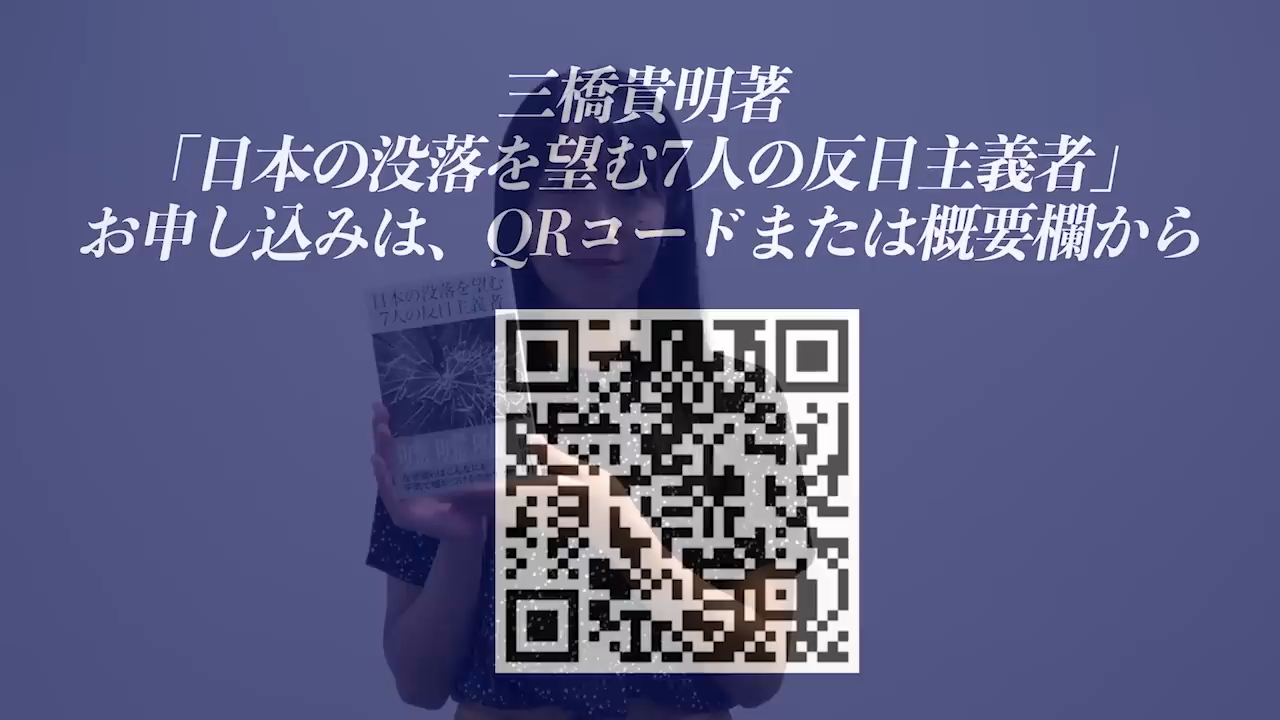 三橋貴明著
「日本の没落を望む7人の反日主義者」
お申し込みは、QRコードまたは概要欄から
日本の没落を望む
7人の反日主義者